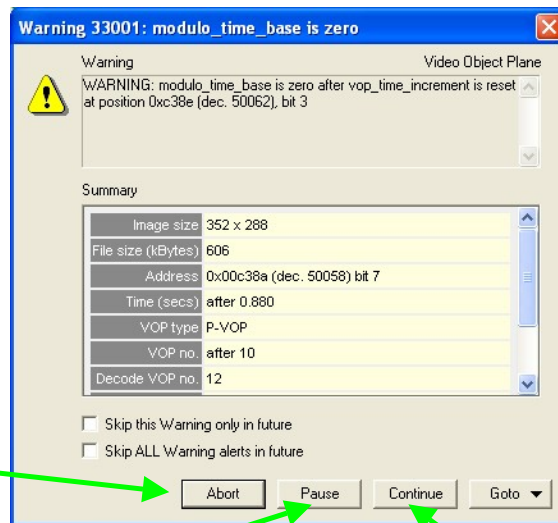 Warning 33001: modulo_time_base is zero
Warning Video Object Plane
WARNING: modulo_time_base is zero after vop_time_increment is reset
at position 0xc38e (dec. 50062), bit 3
Summary
Image size 352 x 288
File size (kBytes) 606
Address 0x00c38a (dec. 50058) bit 7
Time (secs) after 0.880
VOP type P-VOP
VOP no. after 10
Decode VOP no. 12
Skip this Warning only in future
Skip ALL Warning alerts in future
Abort Pause Continue Goto